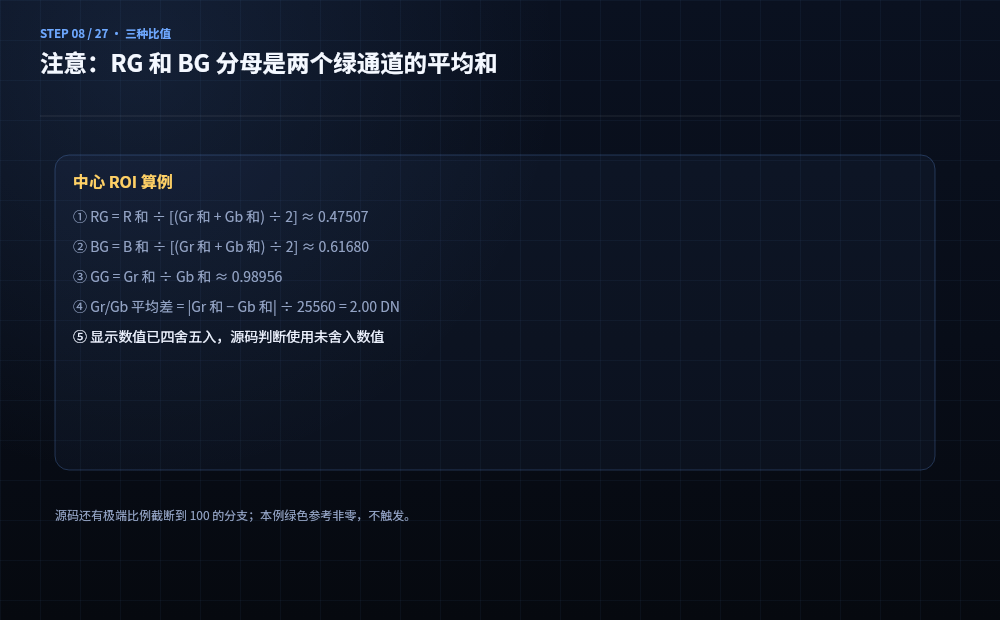 STEP 08 / 27 · 三种比值
注意：RG 和 BG 分母是两个绿通道的平均和
中心 ROI 算例
① RG = R 和 ÷ [(Gr 和 + Gb 和) ÷ 2] ≈ 0.47507
② BG = B 和 ÷ [(Gr 和 + Gb 和) ÷ 2] ≈ 0.61680
③ GG = Gr 和 ÷ Gb 和 ≈ 0.98956
④ Gr/Gb 平均差 = |Gr 和 − Gb 和| ÷ 25560 = 2.00 DN
⑤ 显示数值已四舍五入，源码判断使用未舍入数值
源码还有极端比例截断到 100 的分支；本例绿色参考非零，不触发。